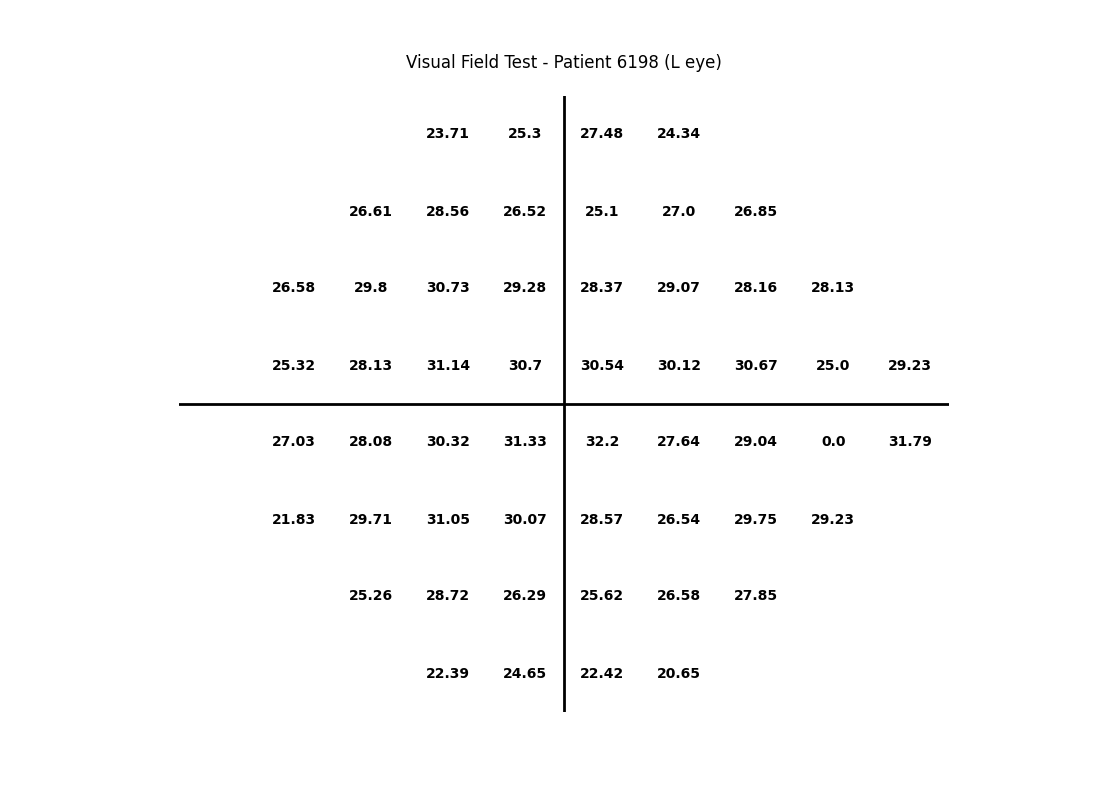 Visual Field Test - Patient 6198 (L eye)
23.71 25.3 27.48 24.34
26.61 28.56 26.52 25.1 27.0 26.85
26.58 29.8 30.73 29.28 28.37 29.07 28.16 28.13
25.32 28.13 31.14 30.7 30.54 30.12 30.67 25.0 29.23
27.03 28.08 30.32 31.33 32.2 27.64 29.04 0.0 31.79
21.83 29.71 31.05 30.07 28.57 26.54 29.75 29.23
25.26 28.72 26.29 25.62 26.58 27.85
22.39 24.65 22.42 20.65